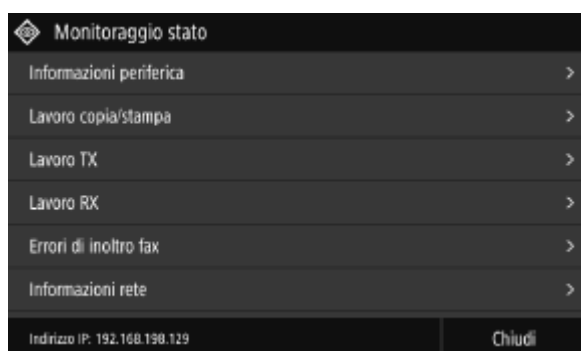 Monitoraggio stato
Informazioni periferica
Lavoro copia/stampa
Lavoro TX
Lavoro RX
Errori di inoltro fax
Informazioni rete
Indirizzo IP: 192.168.198.129
Chiudi